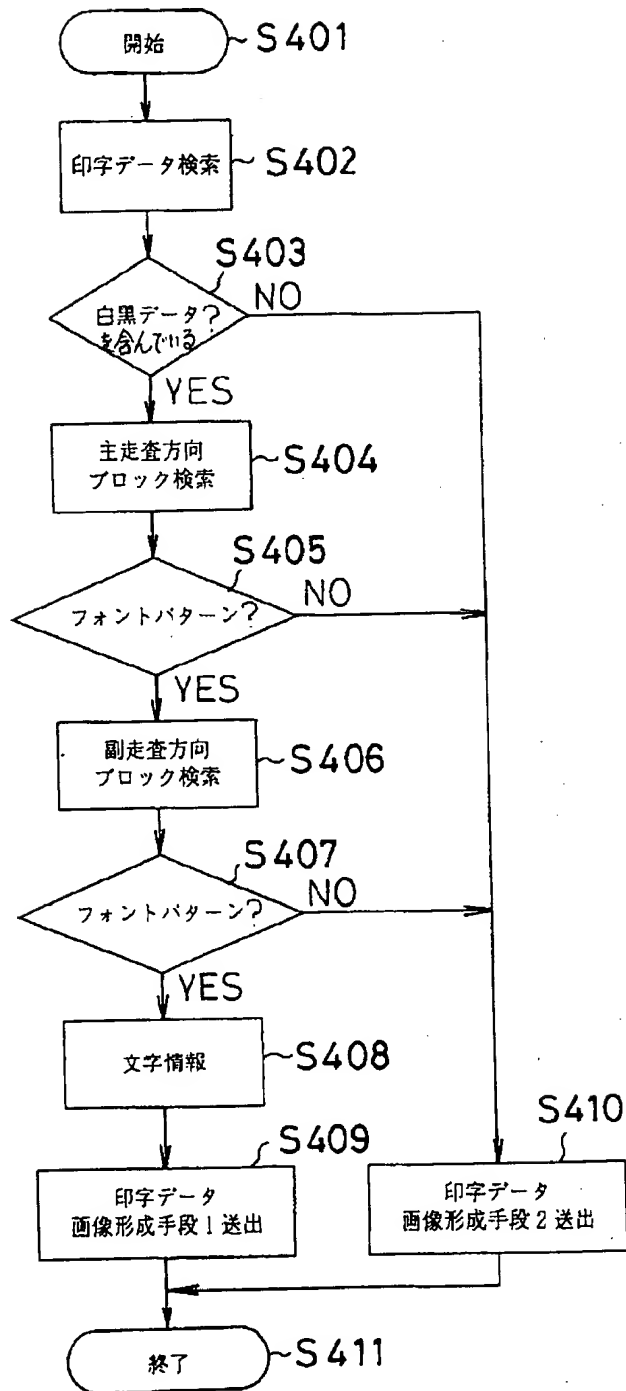 開始
S401
印字データ検索
S402
S403
NO
白黒データ?
を含んでいる
YES
主走査方向
ブロック検索
S404
S405
NO
フォントパターン?
YES
副走査方向
ブロック検索
S406
S407
NO
フォントパターン?
YES
文字情報
S408
S409
印字データ
画像形成手段1送出
S410
印字データ
画像形成手段2送出
終了
S411